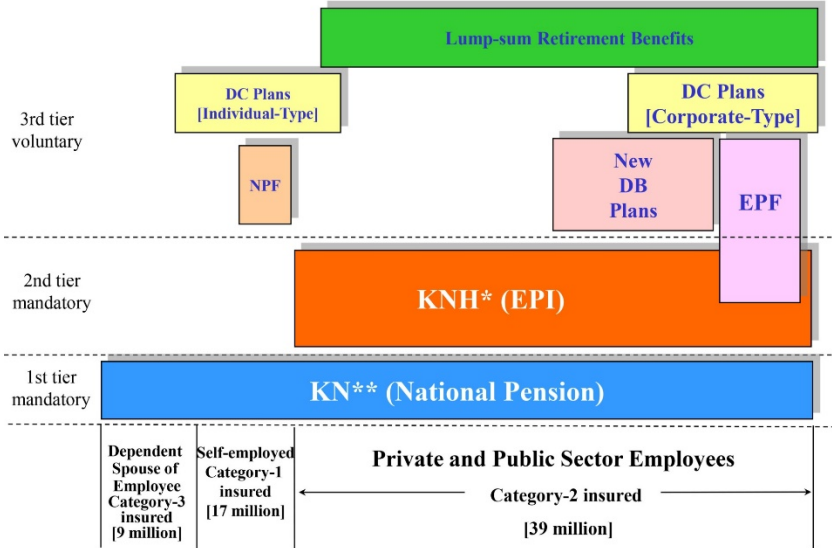 Lump-sum Retirement Benefits
3rd tier
voluntary
DC Plans
[Individual-Type]
DC Plans
[Corporate-Type]
NPF
New
DB
Plans
EPF
2nd tier
mandatory
KNH* (EPI)
1st tier
mandatory
KN** (National Pension)
Dependent
Spouse of
Employee
Category-3
insured
[9 million]
Self-employed
Category-1
insured
[17 million]
Private and Public Sector Employees
Category-2 insured
[39 million]